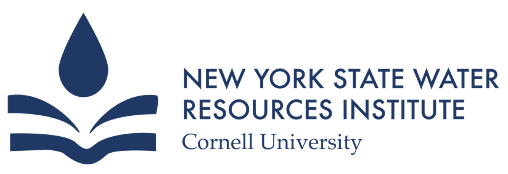 NEW YORK STATE WATER
RESOURCES INSTITUTE
Cornell University